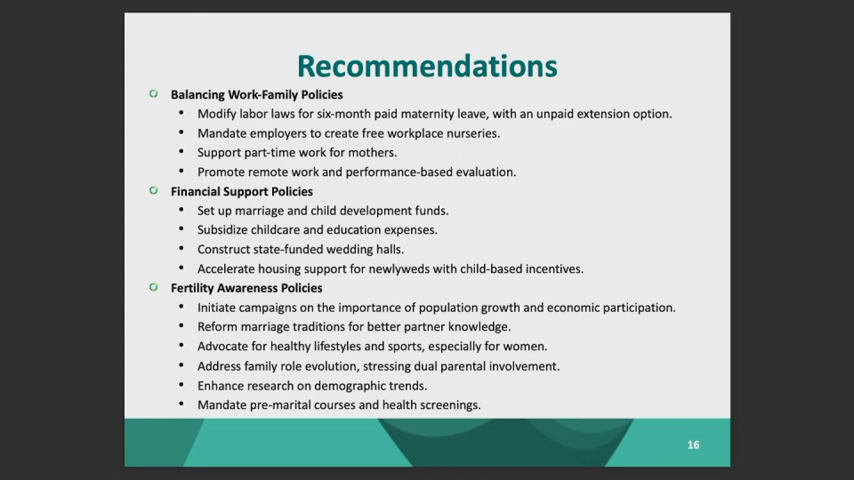 Recommendations
Balancing Work-Family Policies
Modify labor laws for six-month paid maternity leave, with an unpaid extension option.
Mandate employers to create free workplace nurseries.
Support part-time work for mothers.
Promote remote work and performance-based evaluation.
Financial Support Policies
Set up marriage and child development funds.
Subsidize childcare and education expenses.
Construct state-funded wedding halls.
Accelerate housing support for newlyweds with child-based incentives.
Fertility Awareness Policies
Initiate campaigns on the importance of population growth and economic participation.
Reform marriage traditions for better partner knowledge.
Advocate for healthy lifestyles and sports, especially for women.
Address family role evolution, stressing dual parental involvement.
Enhance research on demographic trends.
Mandate pre-marital courses and health screenings.
16